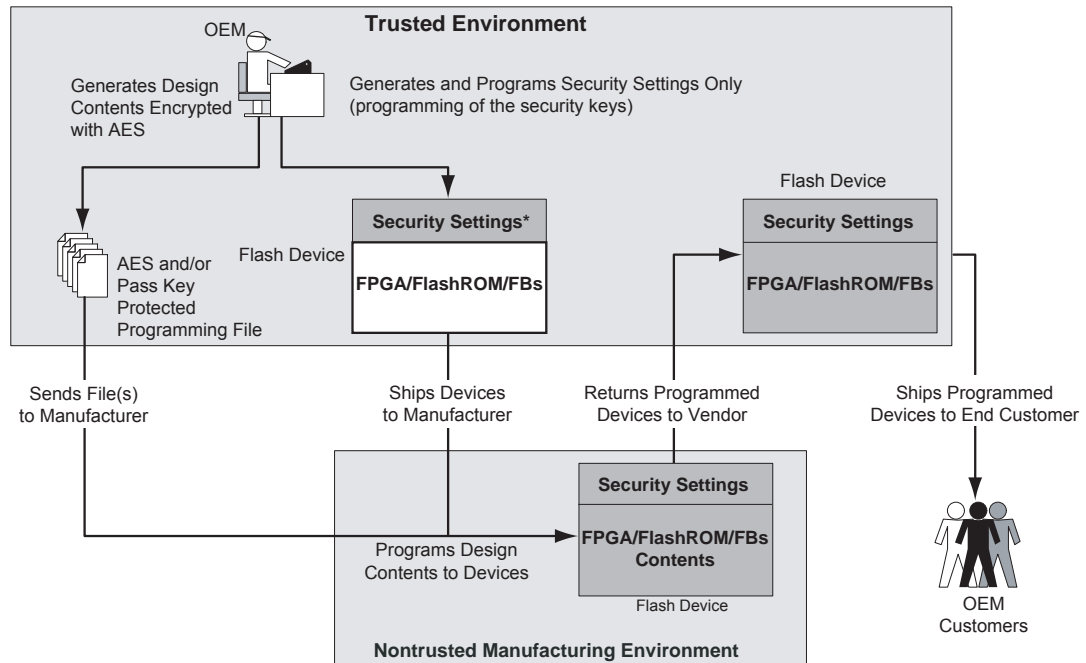 Trusted Environment
OEM
Generates Design
Contents Encrypted
with AES
Generates and Programs Security Settings Only
(programming of the security keys)
Flash Device
Security Settings*
Security Settings
Flash Device
FPGA/FlashROM/FBs
FPGA/FlashROM/FBs
AES and/or
Pass Key
Protected
Programming File
Sends File(s)
to Manufacturer
Ships Devices
to Manufacturer
Returns Programmed
Devices to Vendor
Ships Programmed
Devices to End Customer
Security Settings
FPGA/FlashROM/FBs
Contents
Programs Design
Contents to Devices
Flash Device
OEM
Customers
Nontrusted Manufacturing Environment